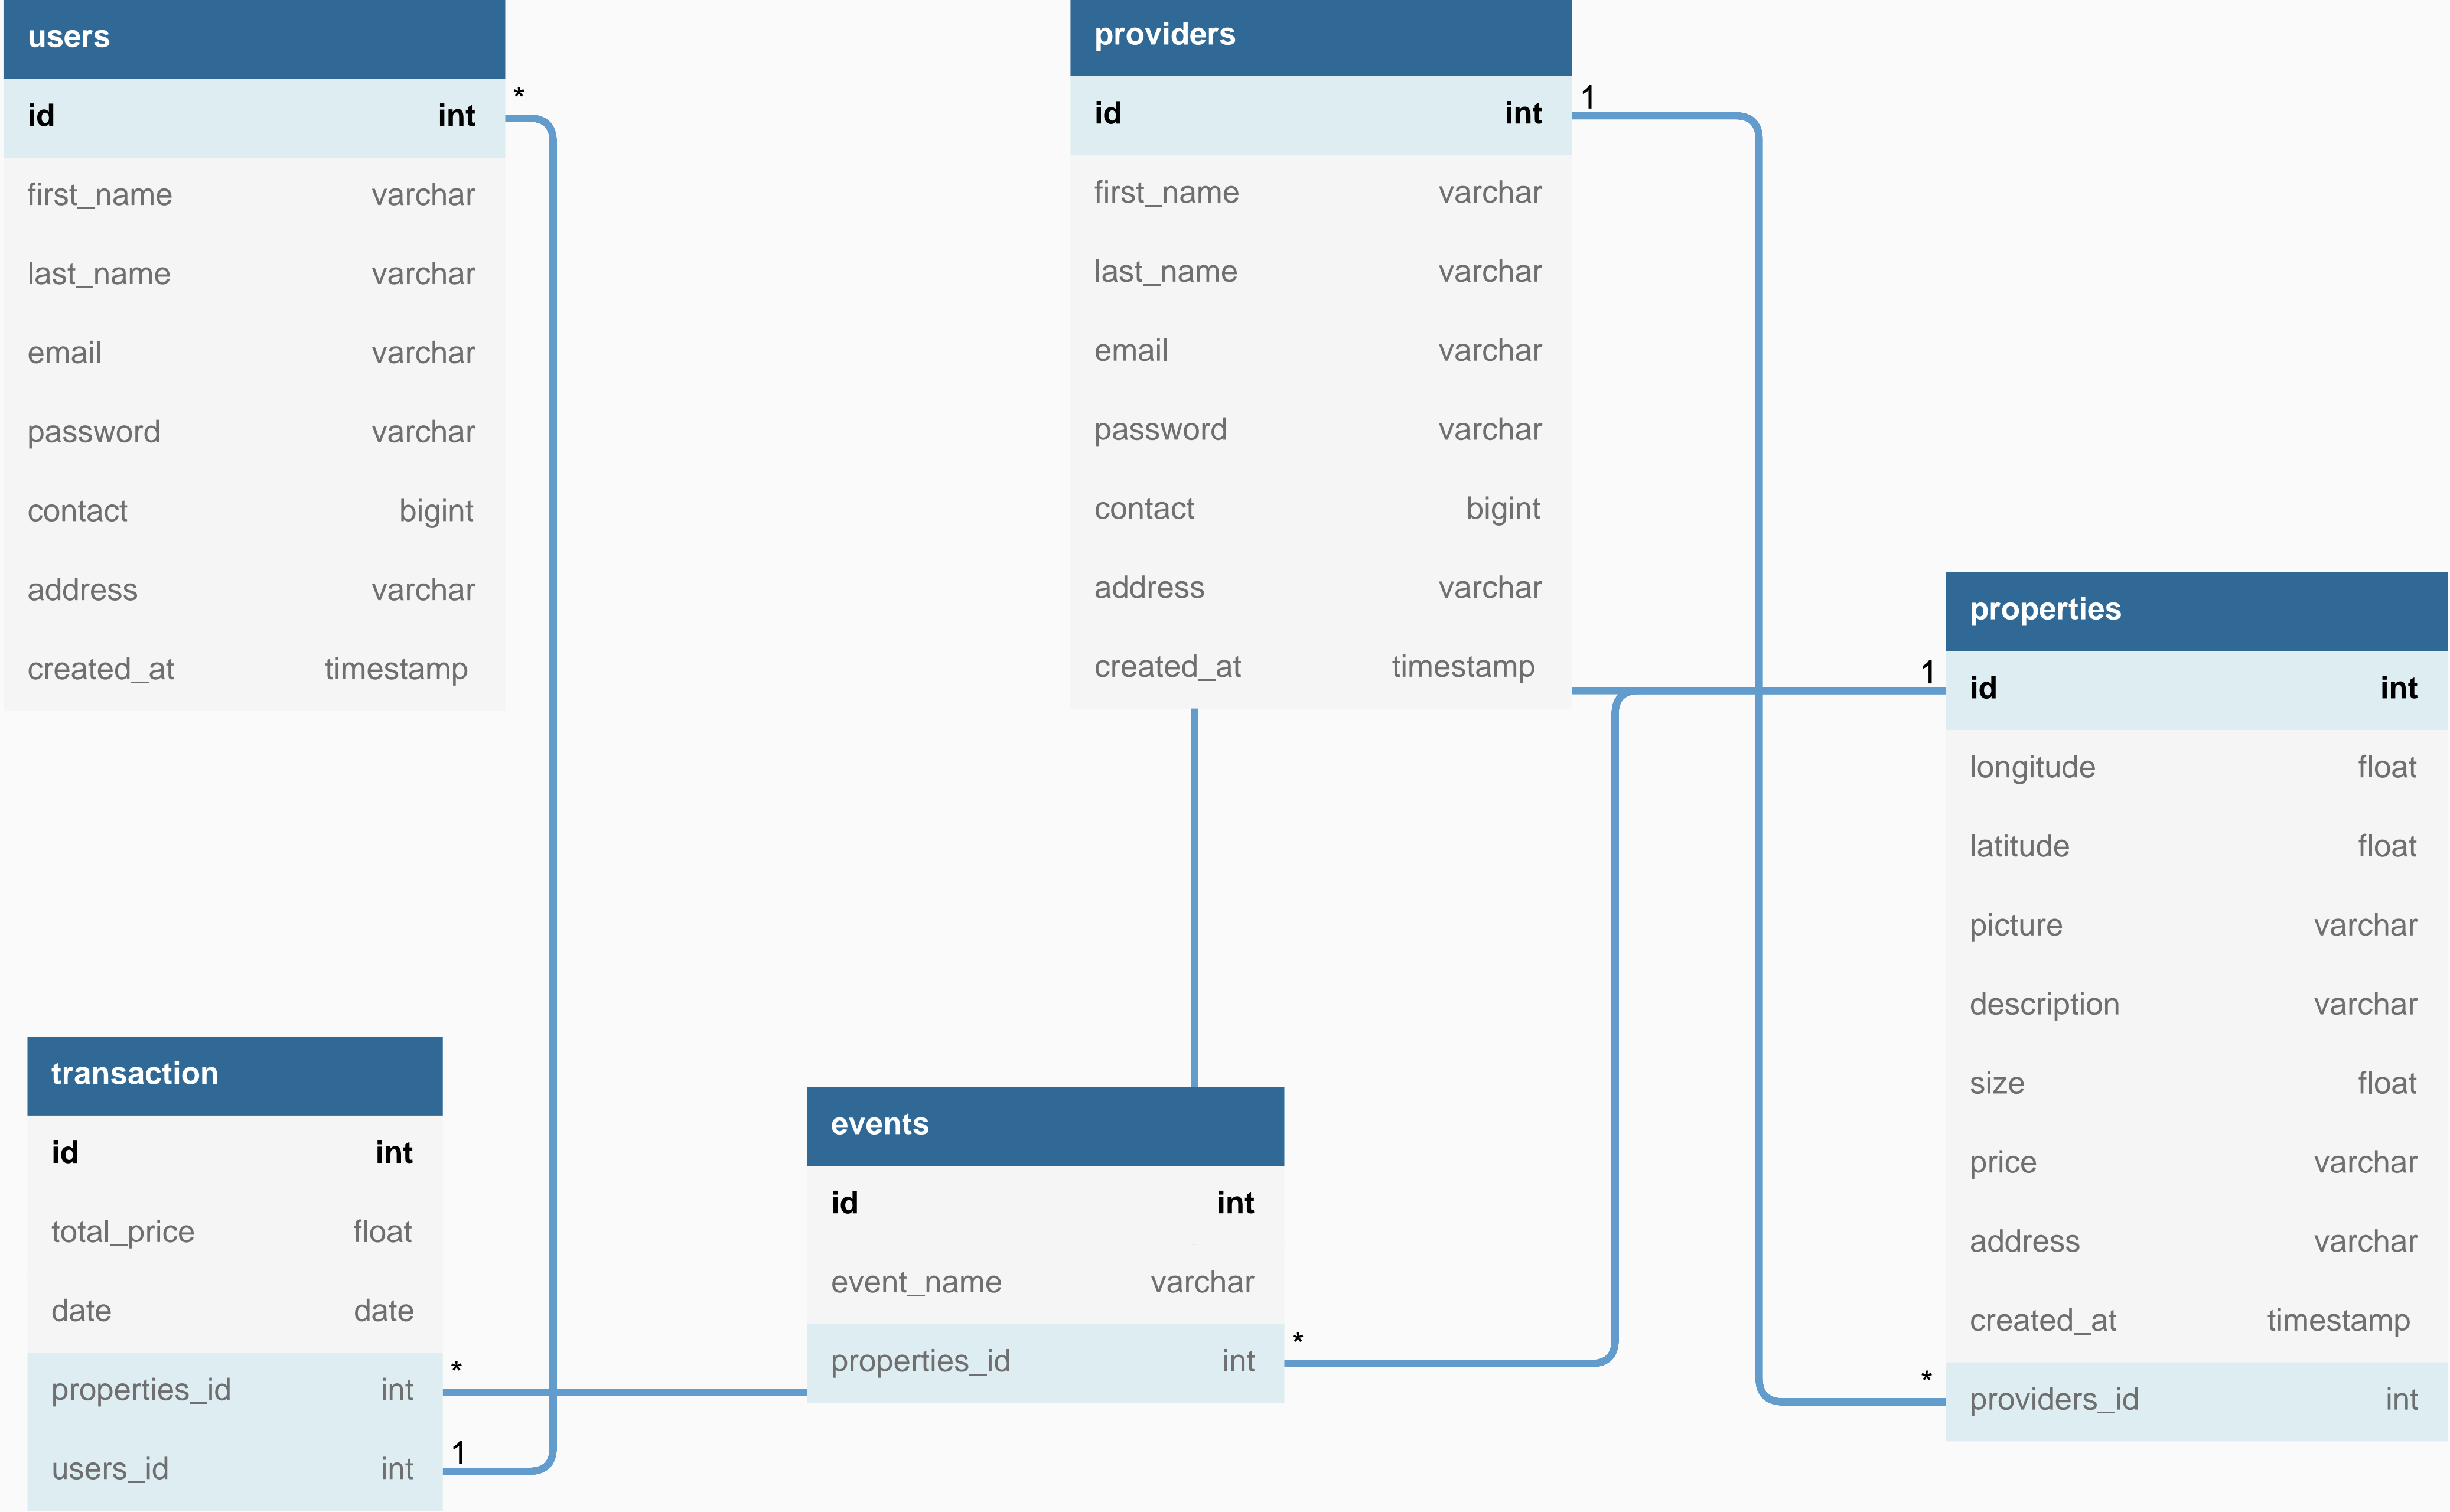 users
id int
first_name varchar
last_name varchar
email varchar
password varchar
contact bigint
address varchar
created_at timestamp
*
providers
id int
first_name varchar
last_name varchar
email varchar
password varchar
contact bigint
address varchar
created_at timestamp
1
properties
1
id int
longitude float
latitude float
picture varchar
description varchar
size float
price varchar
address varchar
created_at timestamp
*
providers_id int
transaction
id int
total_price float
date date
properties_id int
*
users_id int
1
events
id int
event_name varchar
properties_id int
*